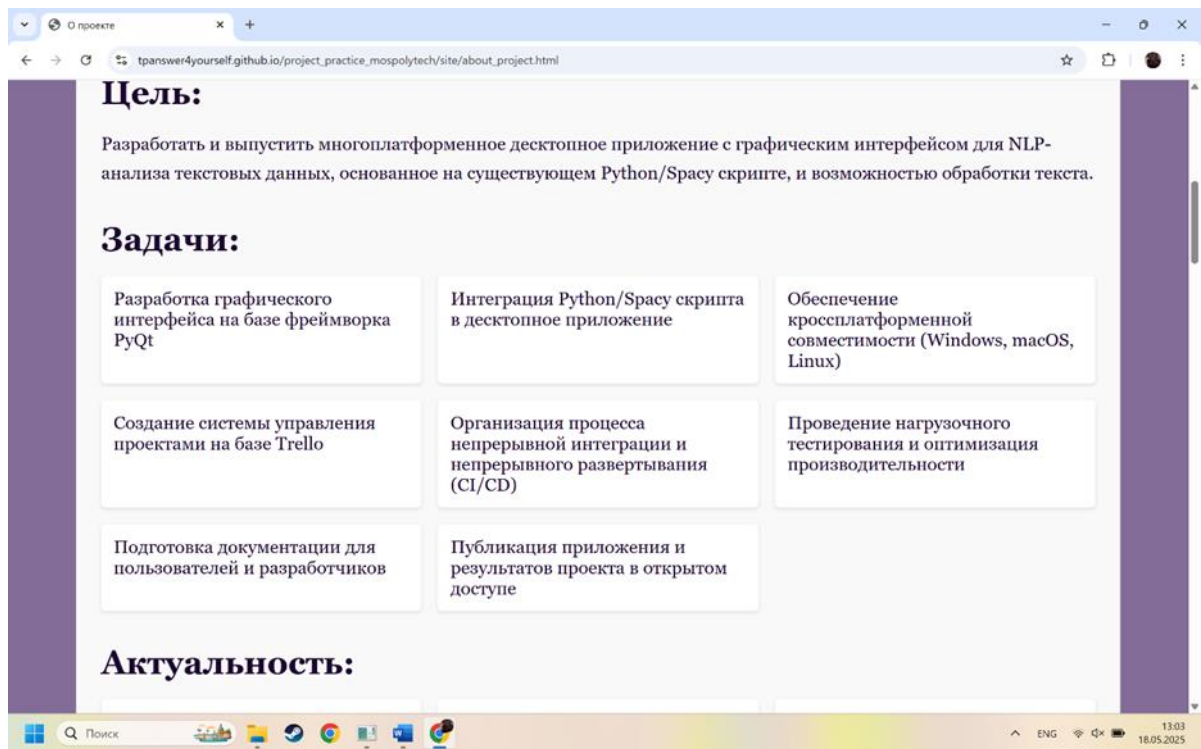 О проекте
tpanswer4yourself.github.io/project_practice_mospolytech/site/about_project.html
Цель:
Разработать и выпустить многоплатформенное десктопное приложение с графическим интерфейсом для NLP-
анализа текстовых данных, основанное на существующем Python/Spacy скрипте, и возможностью обработки текста.
Задачи:
Разработка графического
интерфейса на базе фреймворка
PyQt
Интеграция Python/Spacy скрипта
в десктопное приложение
Обеспечение
кроссплатформенной
совместимости (Windows, macOS,
Linux)
Создание системы управления
проектами на базе Trello
Организация процесса
непрерывной интеграции и
непрерывного развертывания
(CI/CD)
Проведение нагрузочного
тестирования и оптимизация
производительности
Подготовка документации для
пользователей и разработчиков
Публикация приложения и
результатов проекта в открытом
доступе
Актуальность:
Поиск
ENG
13:03
18.05.2025